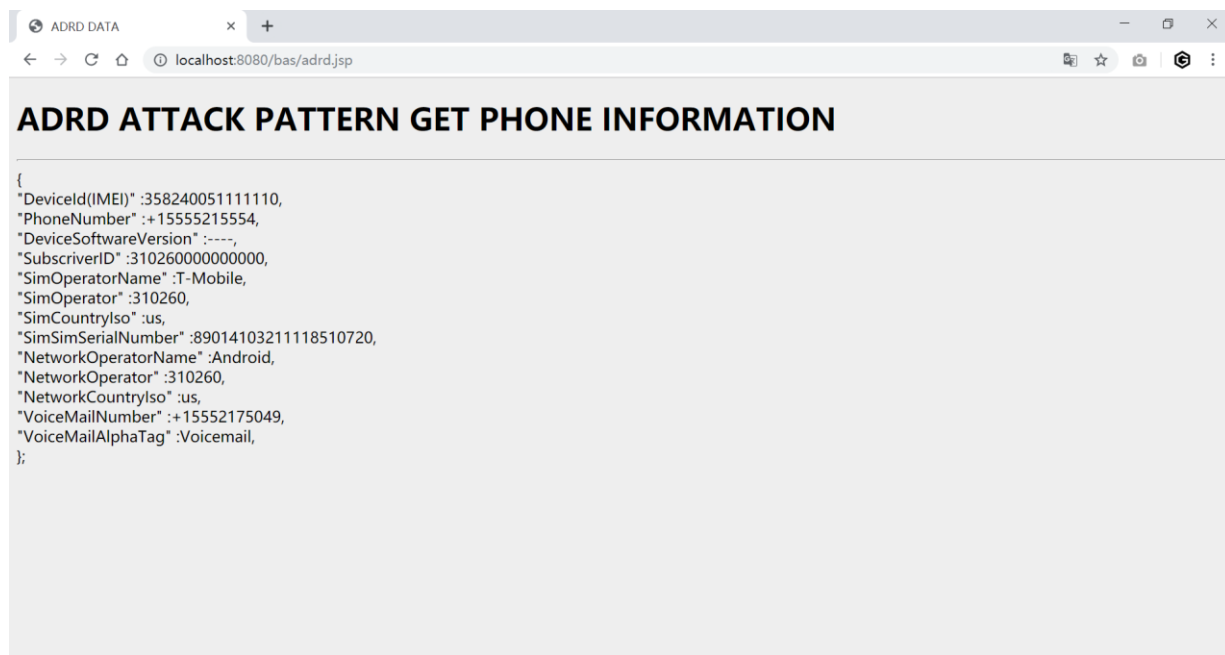 ADRD DATA
localhost:8080/bas/adrd.jsp
ADRD ATTACK PATTERN GET PHONE INFORMATION
{
"DeviceId(IMEI)" :358240051111110,
"PhoneNumber" :+15555215554,
"DeviceSoftwareVersion" :----,
"SubscriverID" :310260000000000,
"SimOperatorName" :T-Mobile,
"SimOperator" :310260,
"SimCountryIso" :us,
"SimSimSerialNumber" :89014103211118510720,
"NetworkOperatorName" :Android,
"NetworkOperator" :310260,
"NetworkCountryIso" :us,
"VoiceMailNumber" :+15552175049,
"VoiceMailAlphaTag" :Voicemail,
};